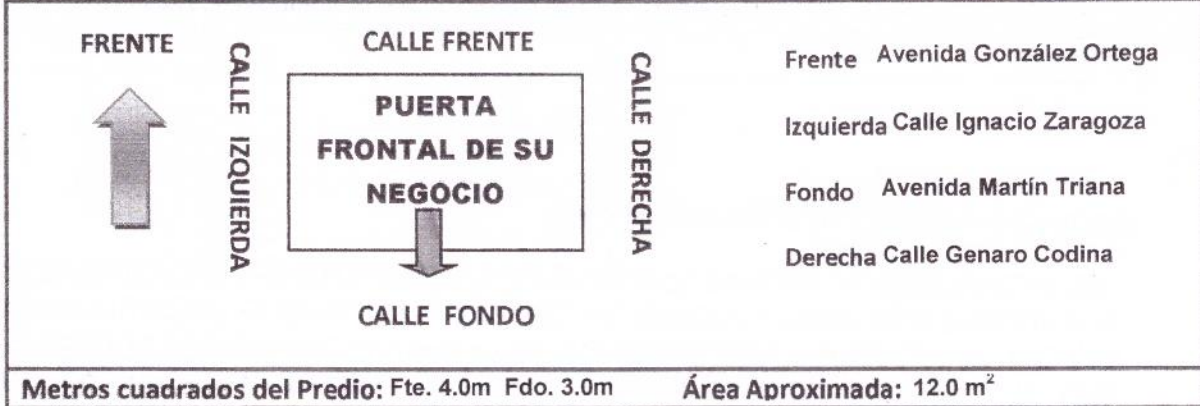 FRENTE
CALLE IZQUIERDA
CALLE FRENTE
PUERTA
FRONTAL DE SU
NEGOCIO
CALLE DERECHA
CALLE FONDO
Frente Avenida González Ortega
Izquierda Calle Ignacio Zaragoza
Fondo Avenida Martín Triana
Derecha Calle Genaro Codina
Metros cuadrados del Predio: Fte. 4.0m Fdo. 3.0m Área Aproximada: 12.0 m²